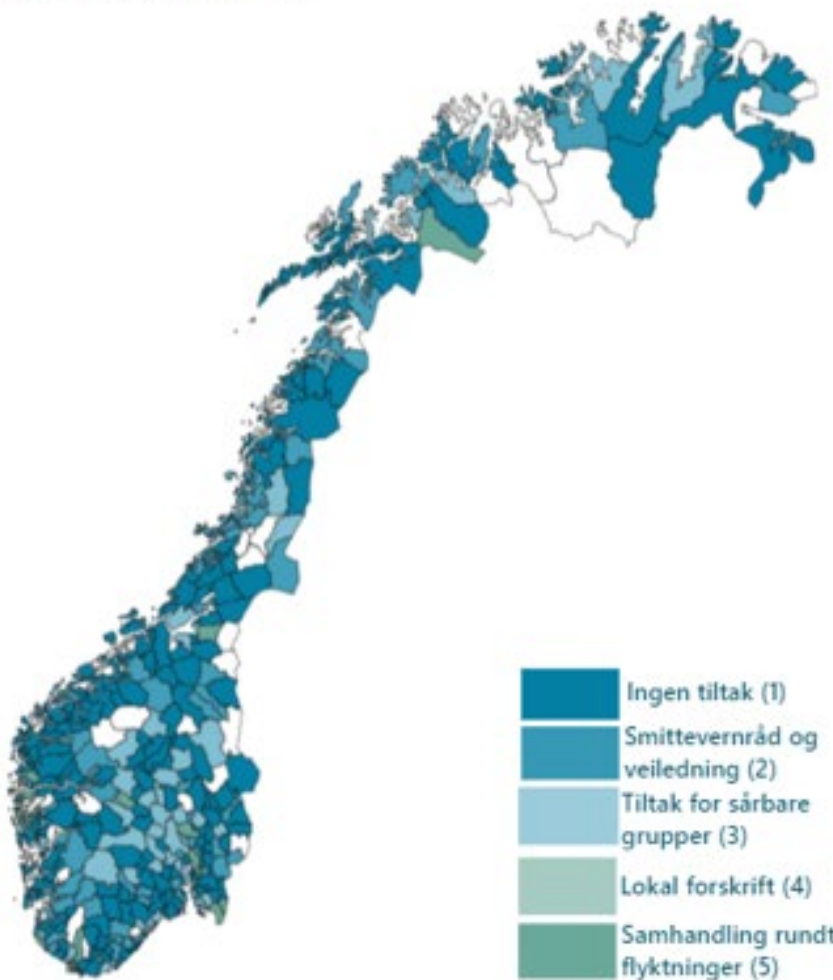 Ingen tiltak (1)
Smittevernråd og
veiledning (2)
Tiltak for sårbare
grupper (3)
Lokal forskrift (4)
Samhandling rundt
flyktninger (5)